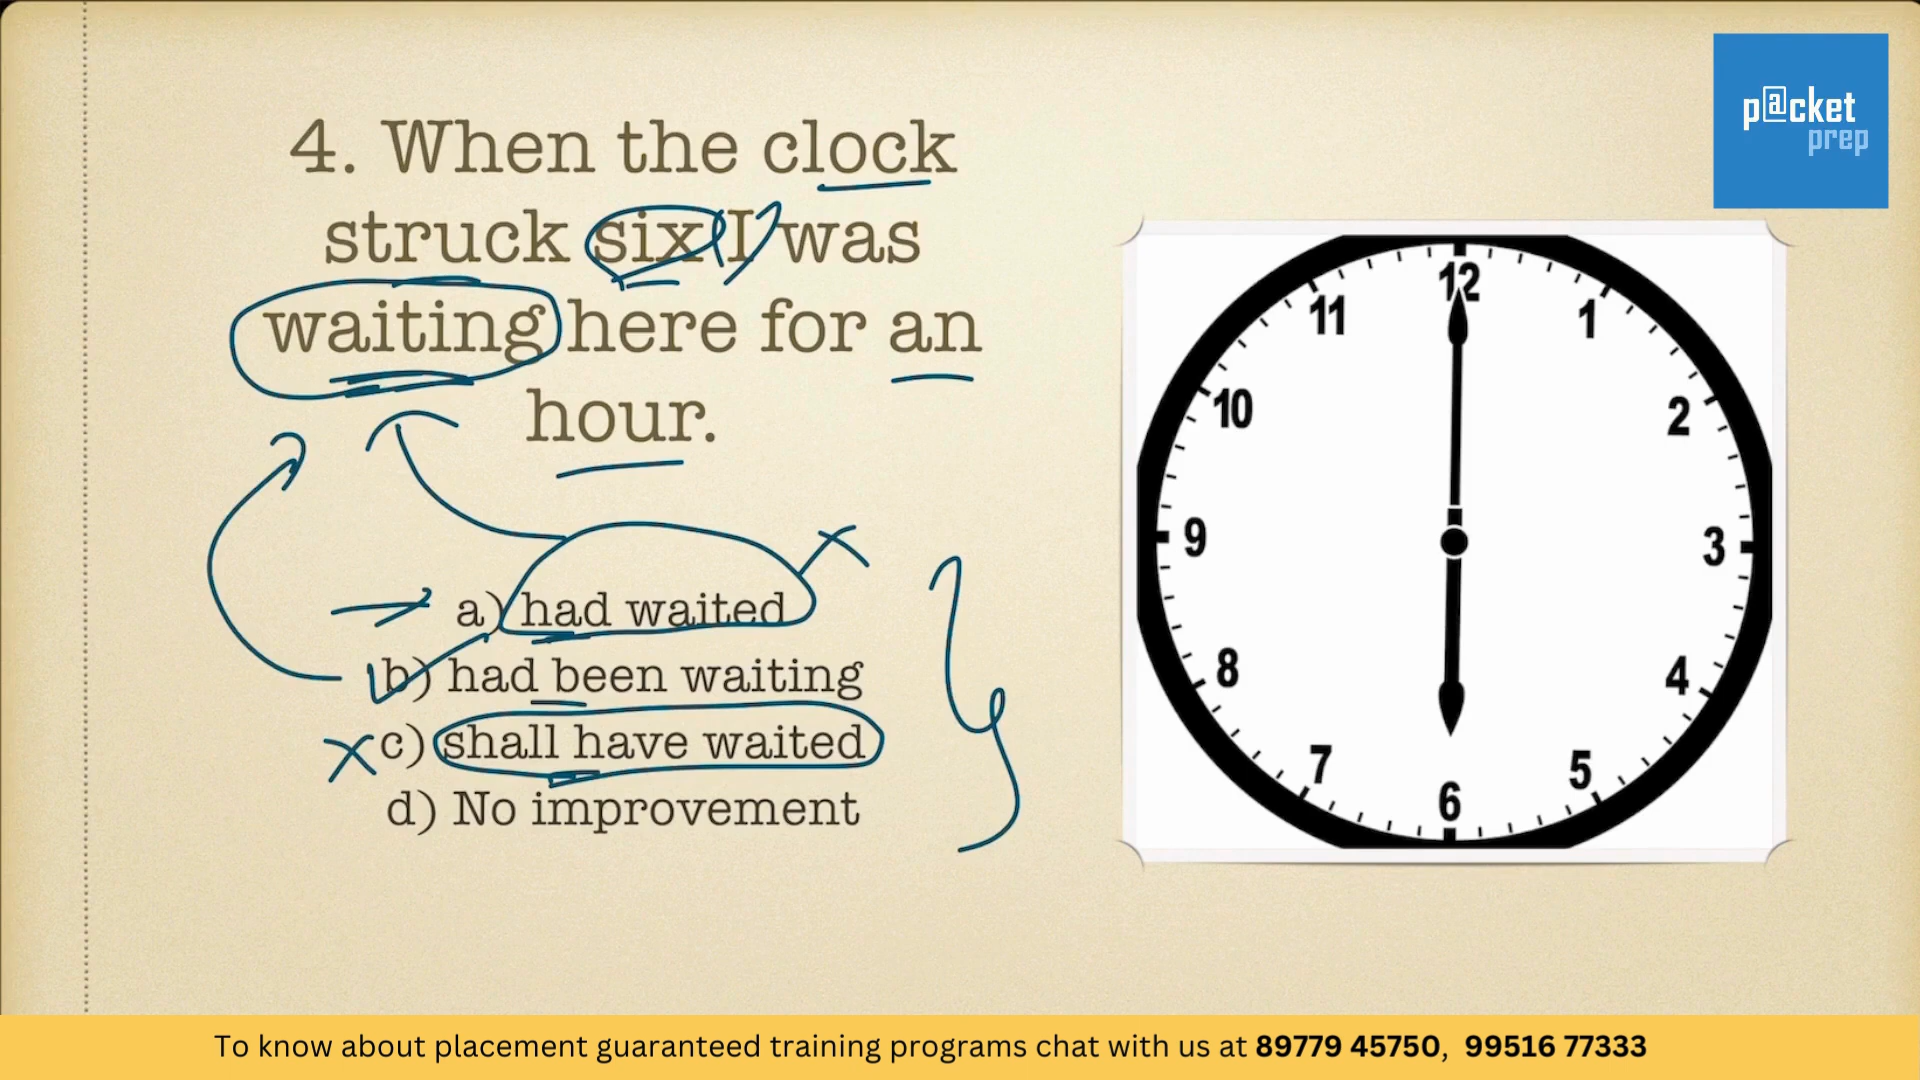 p@cket
prep
4. When the clock
struck six I was
waiting here for an
hour.
a) had waited
b) had been waiting
c) shall have waited
d) No improvement
12
1
2
3
4
5
6
7
8
9
10
11
To know about placement guaranteed training programs chat with us at 89779 45750, 99516 77333